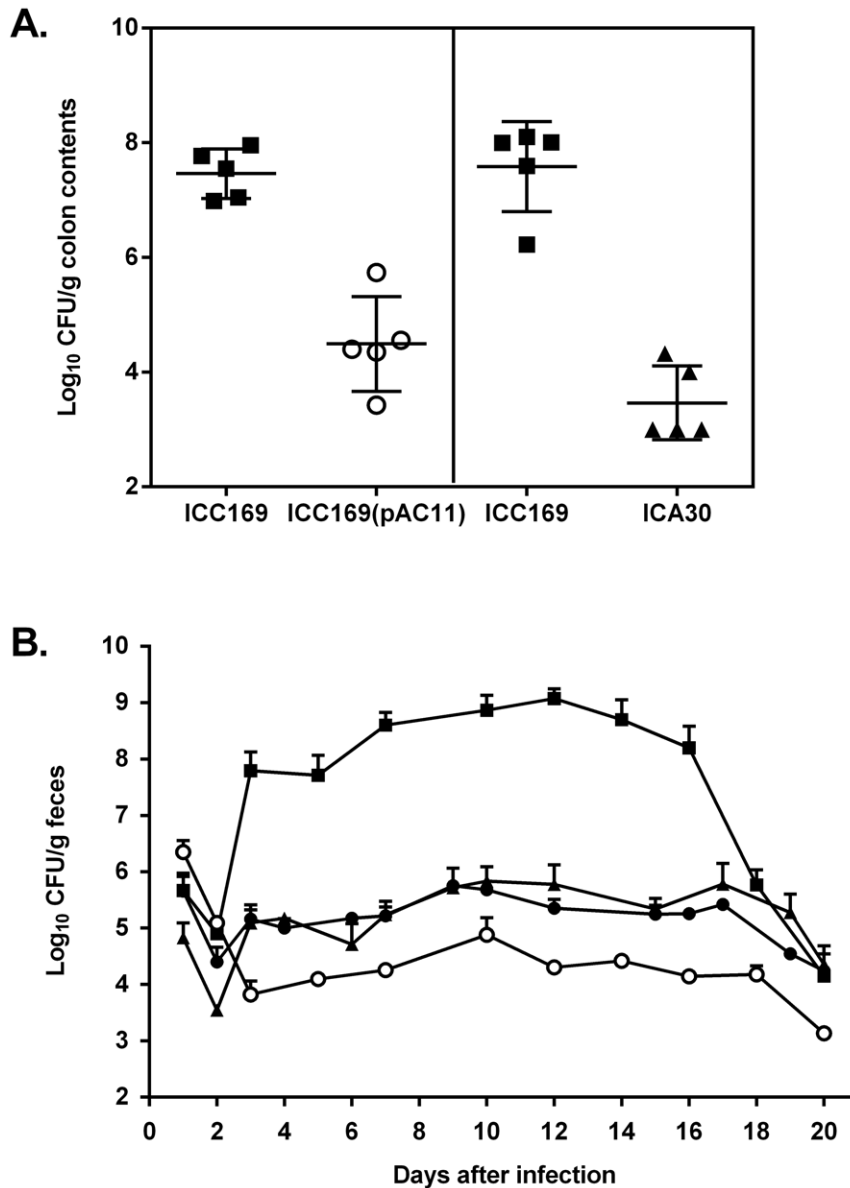 A.
Log₁₀ CFU/g colon contents
10
8
6
4
2
ICC169 ICC169(pAC11) ICC169 ICA30
B.
Log₁₀ CFU/g feces
10
9
8
7
6
5
4
3
2
0 2 4 6 8 10 12 14 16 18 20
Days after infection